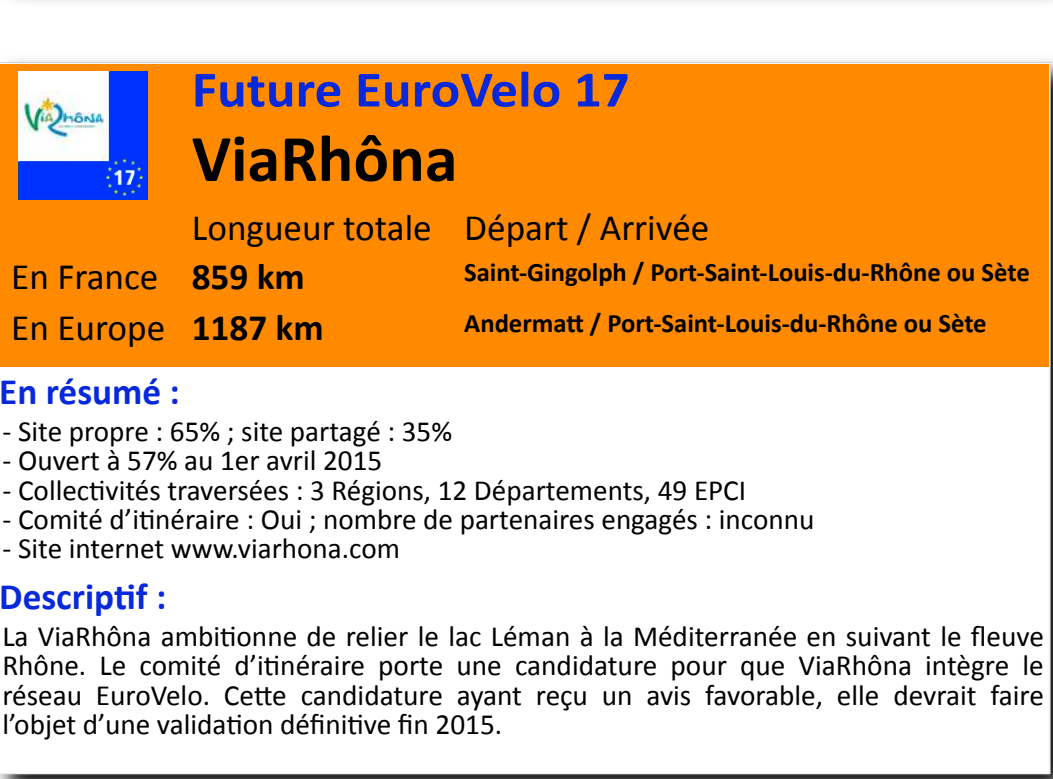 Future EuroVelo 17
ViaRhôna
ViaRhôna
17
Longueur totale Départ / Arrivée
En France 859 km Saint-Gingolph / Port-Saint-Louis-du-Rhône ou Sète
En Europe 1187 km Andermatt / Port-Saint-Louis-du-Rhône ou Sète
En résumé :
- Site propre : 65% ; site partagé : 35%
- Ouvert à 57% au 1er avril 2015
- Collectivités traversées : 3 Régions, 12 Départements, 49 EPCI
- Comité d'itinéraire : Oui ; nombre de partenaires engagés : inconnu
- Site internet www.viarhona.com
Descriptif :
La ViaRhôna ambitionne de relier le lac Léman à la Méditerranée en suivant le fleuve
Rhône. Le comité d'itinéraire porte une candidature pour que ViaRhôna intègre le
réseau EuroVelo. Cette candidature ayant reçu un avis favorable, elle devrait faire
l'objet d'une validation définitive fin 2015.